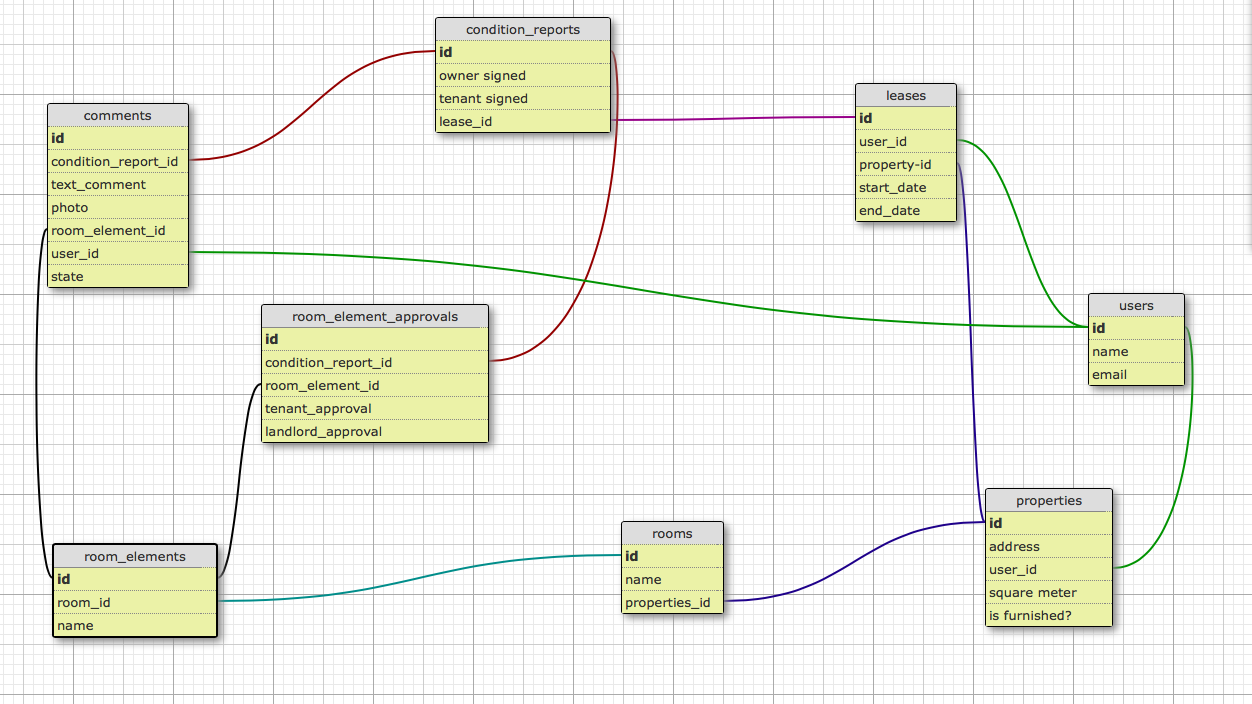 condition_reports
id
owner signed
tenant signed
lease_id
leases
id
user_id
property-id
start_date
end_date
comments
id
condition_report_id
text_comment
photo
room_element_id
user_id
state
users
id
name
email
room_element_approvals
id
condition_report_id
room_element_id
tenant_approval
landlord_approval
properties
id
address
user_id
square meter
is furnished?
rooms
id
name
properties_id
room_elements
id
room_id
name